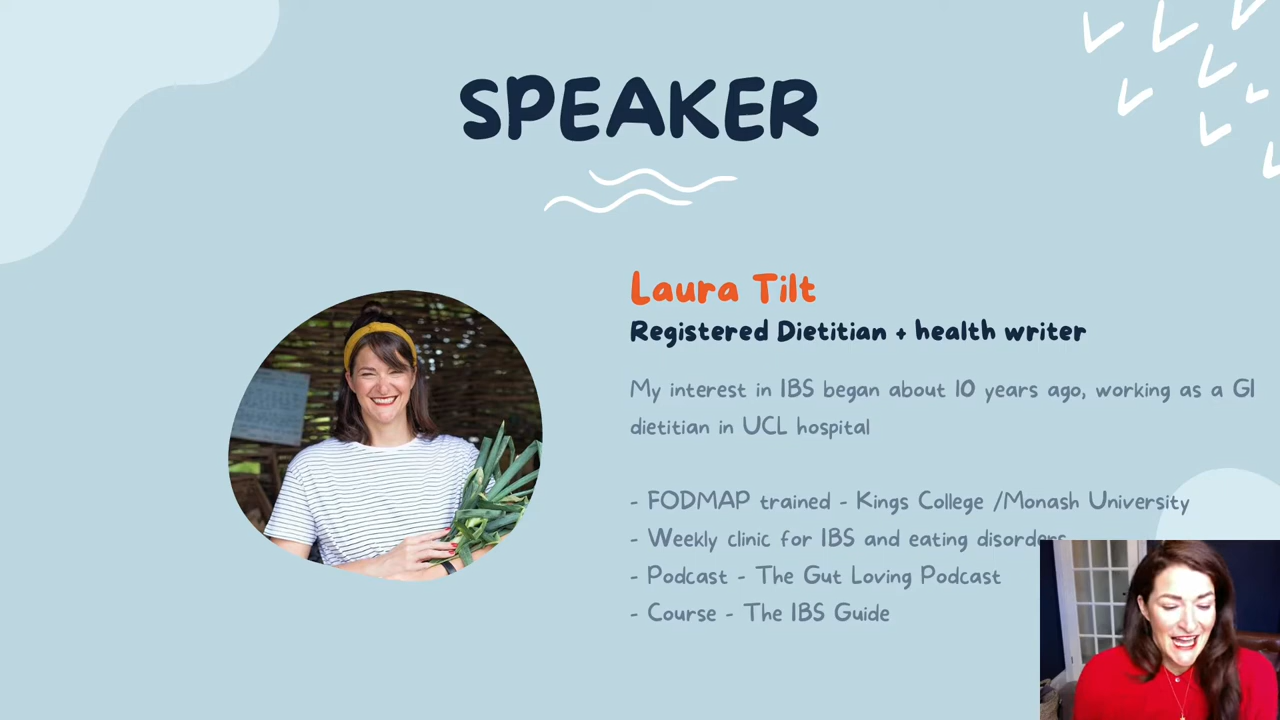 SPEAKER
Laura Tilt
Registered Dietitian + health writer
My interest in IBS began about 10 years ago, working as a GI
dietitian in UCL hospital
- FODMAP trained - Kings College /Monash University
- Weekly clinic for IBS and eating disorders
- Podcast - The Gut Loving Podcast
- Course - The IBS Guide